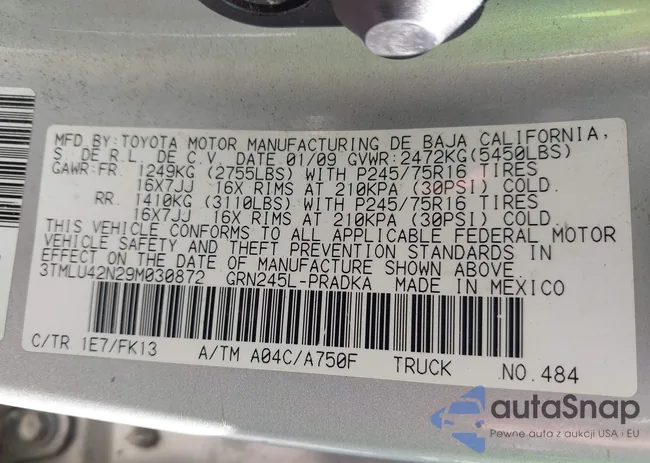 MFD BY:TOYOTA MOTOR MANUFACTURING DE BAJA CALIFORNIA,
S. DE R.L. DE C.V. DATE 01/09 GVWR:2472KG(5450LBS)
GAWR:FR. 1249KG (2755LBS) WITH P245/75R16 TIRES
16X7JJ 16X RIMS AT 210KPA (30PSI) COLD.
RR. 1410KG (3110LBS) WITH P245/75R16 TIRES
16X7JJ 16X RIMS AT 210KPA (30PSI) COLD.
THIS VEHICLE CONFORMS TO ALL APPLICABLE FEDERAL MOTOR
VEHICLE SAFETY AND THEFT PREVENTION STANDARDS IN
EFFECT ON THE DATE OF MANUFACTURE SHOWN ABOVE.
3TMLU42N29M030872 GRN245L-PRADKA MADE IN MEXICO
C/TR 1E7/FK13 A/TM A04C/A750F TRUCK NO.484
autaSnap
Pewne auta z aukcji USA i EU